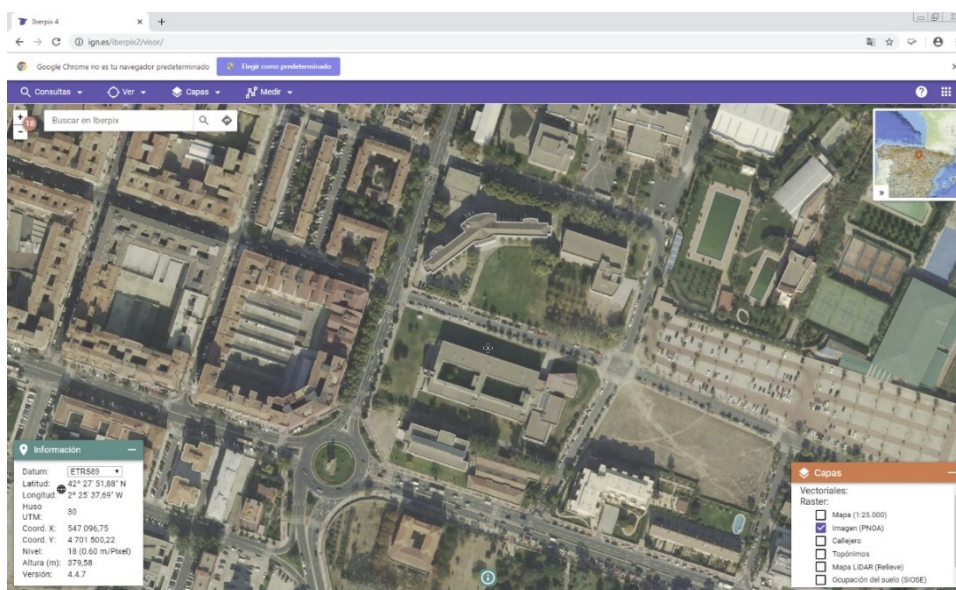 Iberpix 4
ign.es/iberpix2/visor/
Google Chrome no es tu navegador predeterminado
Elegir como predeterminado
Consultas
Ver
Capas
Medir
+
18
-
Buscar en Iberpix
»
Información
Datum: ETRS89
Latitud: 42° 27' 51,88" N
Longitud: 2° 25' 37,69" W
Huso
UTM: 30
Coord. X: 547 096,75
Coord. Y: 4 701 500,22
Nivel: 18 (0.60 m/Píxel)
Altura (m): 379,58
Versión: 4.4.7
Capas
Vectoriales:
Raster:
Mapa (1:25.000)
Imagen (PNOA)
Callejero
Topónimos
Mapa LiDAR (Relieve)
Ocupación del suelo (SIOSE)